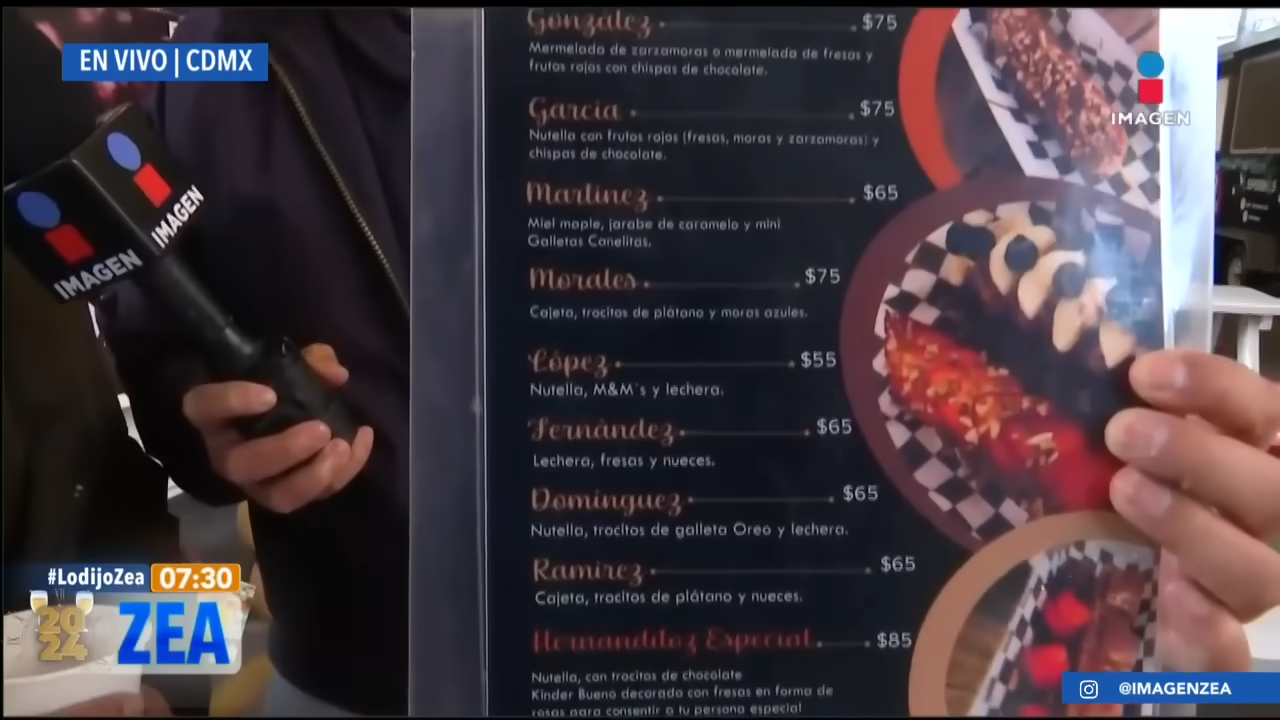 EN VIVO | CDMX
IMAGEN
IMAGEN
IMAGEN
González $75
Mermelada de zarzamoras o mermelada de fresas y
frutos rojos con chispas de chocolate.
García $75
Nutella con frutos rojos (fresas, moras y zarzamoras) y
chispas de chocolate.
Martínez $65
Miel maple, jarabe de caramelo y mini
Galletas Canelitas.
Morales $75
Cajeta, trocitos de plátano y moras azules.
López $55
Nutella, M&M's y lechera.
Fernández $65
Lechera, fresas y nueces.
Domínguez $65
Nutella, trocitos de galleta Oreo y lechera.
Ramírez $65
Cajeta, trocitos de plátano y nueces.
Hernanditoz Especial $85
Nutella, con trocitos de chocolate
Kinder Bueno decorado con fresas en forma de
rosas para consentir a tu persona especial
#LodijoZea 07:30
2024 ZEA
@IMAGENZEA